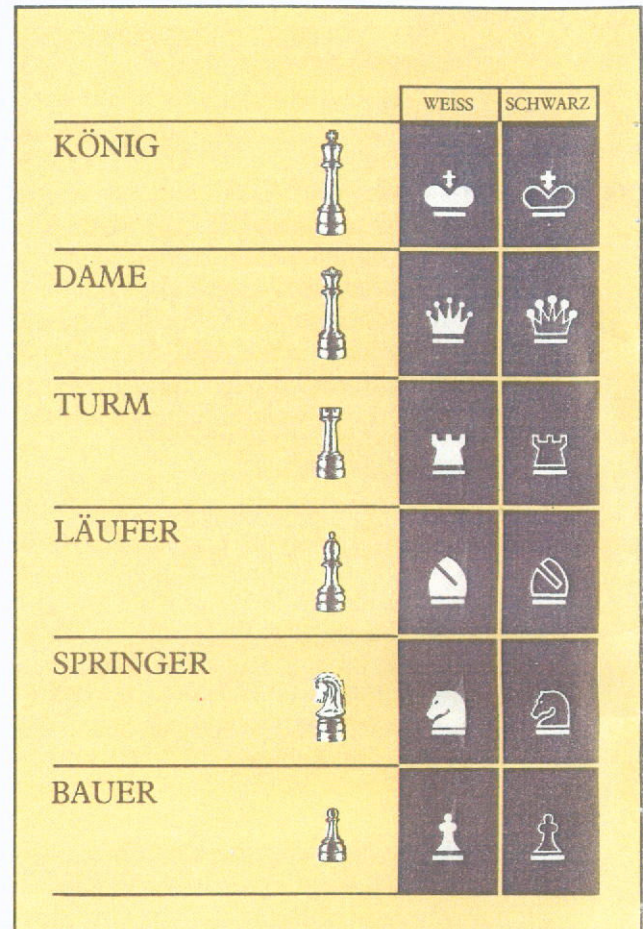 WEISS SCHWARZ
KÖNIG
DAME
TURM
LÄUFER
SPRINGER
BAUER